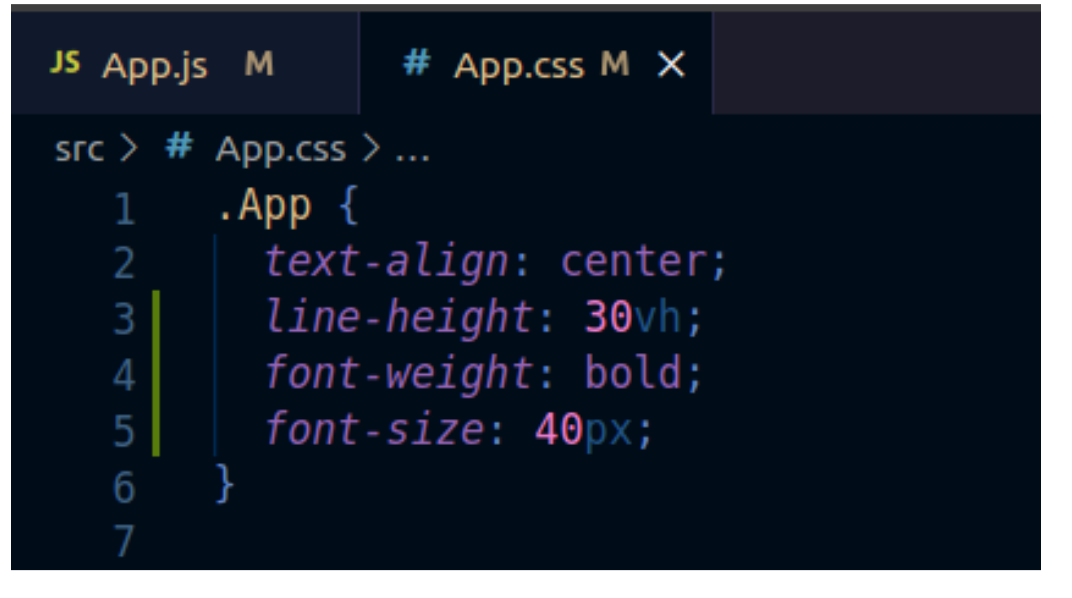 JS App.js M # App.css M ×
src > # App.css > ...
1 .App {
2 text-align: center;
3 line-height: 30vh;
4 font-weight: bold;
5 font-size: 40px;
6 }
7